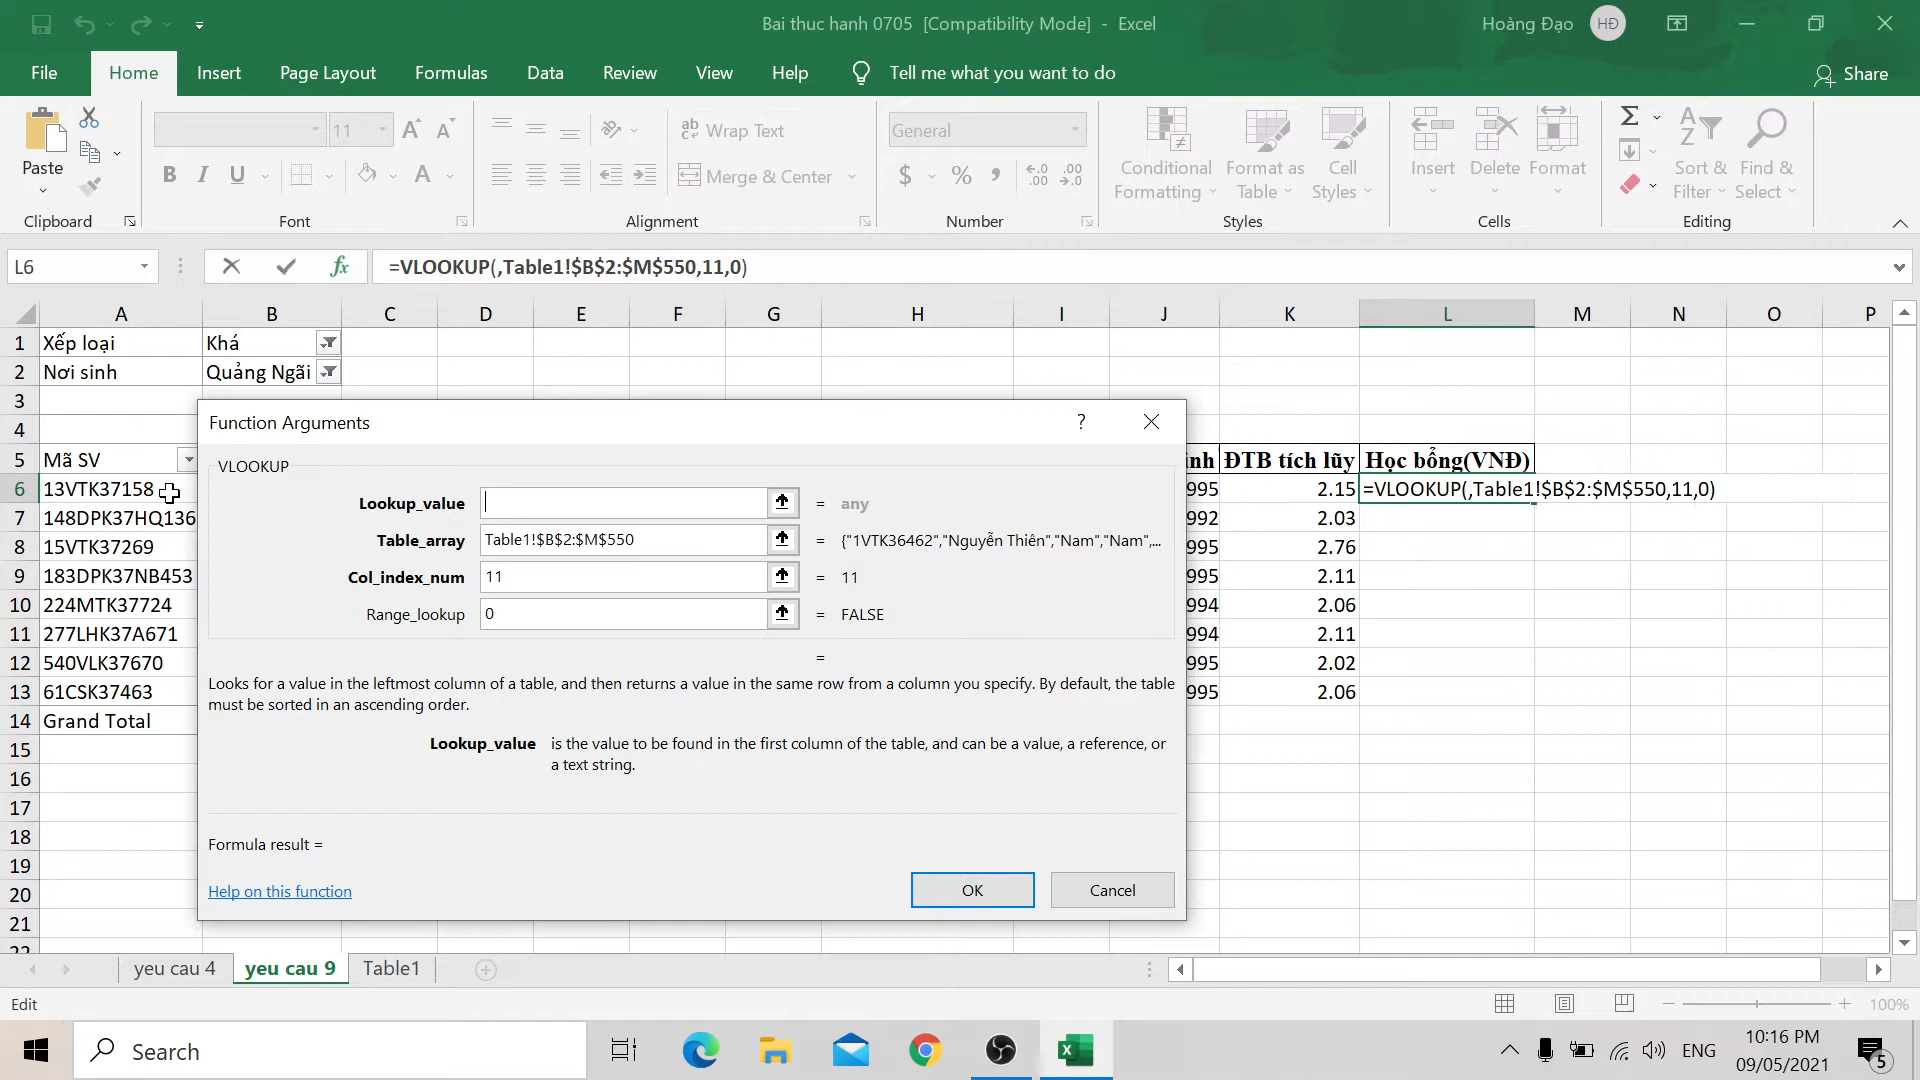 Bai thuc hanh 0705 [Compatibility Mode] - Excel
Hoàng Đạo
HĐ
File Home Insert Page Layout Formulas Data Review View Help Tell me what you want to do
Share
Paste
11
Wrap Text
Merge & Center
General
Conditional Formatting
Format as Table
Cell Styles
Insert
Delete
Format
Sort & Filter
Find & Select
Clipboard
Font
Alignment
Number
Styles
Cells
Editing
L6
=VLOOKUP(,Table1!$B$2:$M$550,11,0)
A B C D E F G H I J K L M N O P
1 Xếp loại Khá
2 Nơi sinh Quảng Ngãi
3
4
5 Mã SV inh ĐTB tích lũy Học bổng(VNĐ)
6 13VTK37158 995 2.15 =VLOOKUP(,Table1!$B$2:$M$550,11,0)
7 148DPK37HQ136 992 2.03
8 15VTK37269 995 2.76
9 183DPK37NB453 995 2.11
10 224MTK37724 994 2.06
11 277LHK37A671 994 2.11
12 540VLK37670 995 2.02
13 61CSK37463 995 2.06
14 Grand Total
15
16
17
18
19
20
21
22
Function Arguments
?
VLOOKUP
Lookup_value = any
Table_array Table1!$B$2:$M$550 = {"1VTK36462","Nguyễn Thiên","Nam","Nam",...
Col_index_num 11 = 11
Range_lookup 0 = FALSE
=
Looks for a value in the leftmost column of a table, and then returns a value in the same row from a column you specify. By default, the table
must be sorted in an ascending order.
Lookup_value is the value to be found in the first column of the table, and can be a value, a reference, or
a text string.
Formula result =
Help on this function
OK
Cancel
yeu cau 4 yeu cau 9 Table1
Edit
100%
Search
ENG
10:16 PM
09/05/2021
5